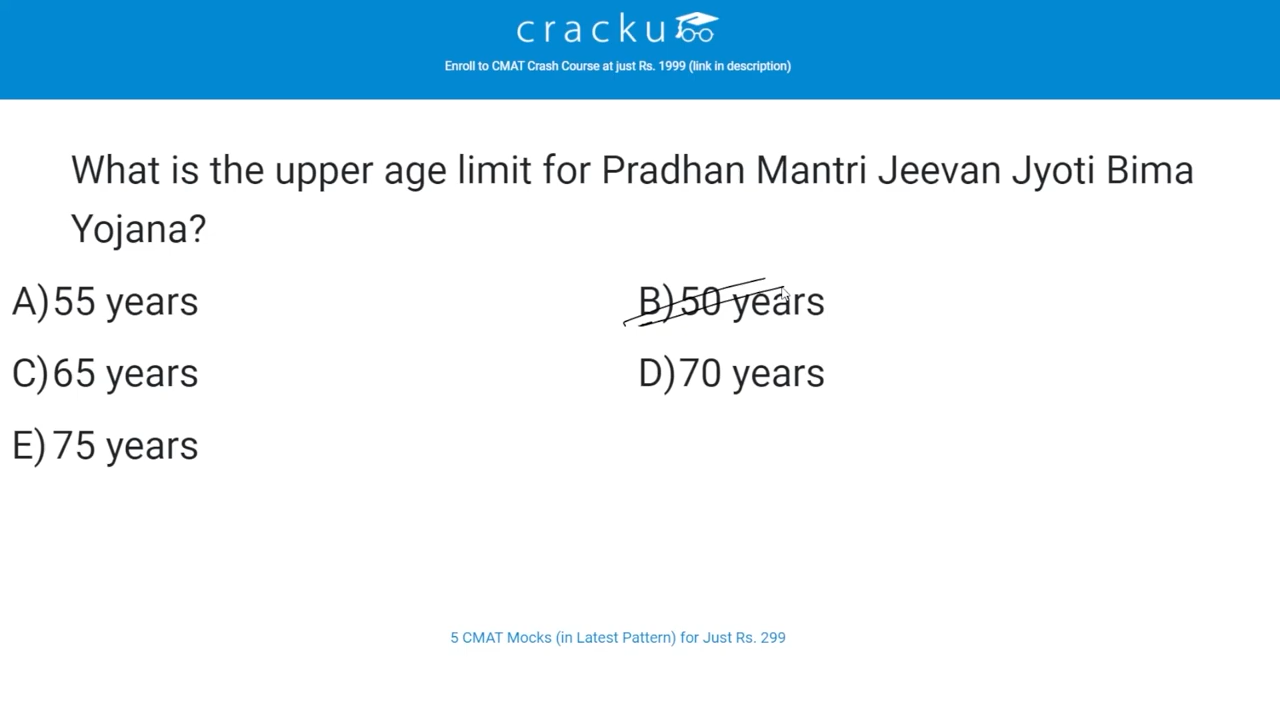 cracku
Enroll to CMAT Crash Course at just Rs. 1999 (link in description)
What is the upper age limit for Pradhan Mantri Jeevan Jyoti Bima
Yojana?
A) 55 years
B) 50 years
C) 65 years
D) 70 years
E) 75 years
5 CMAT Mocks (in Latest Pattern) for Just Rs. 299